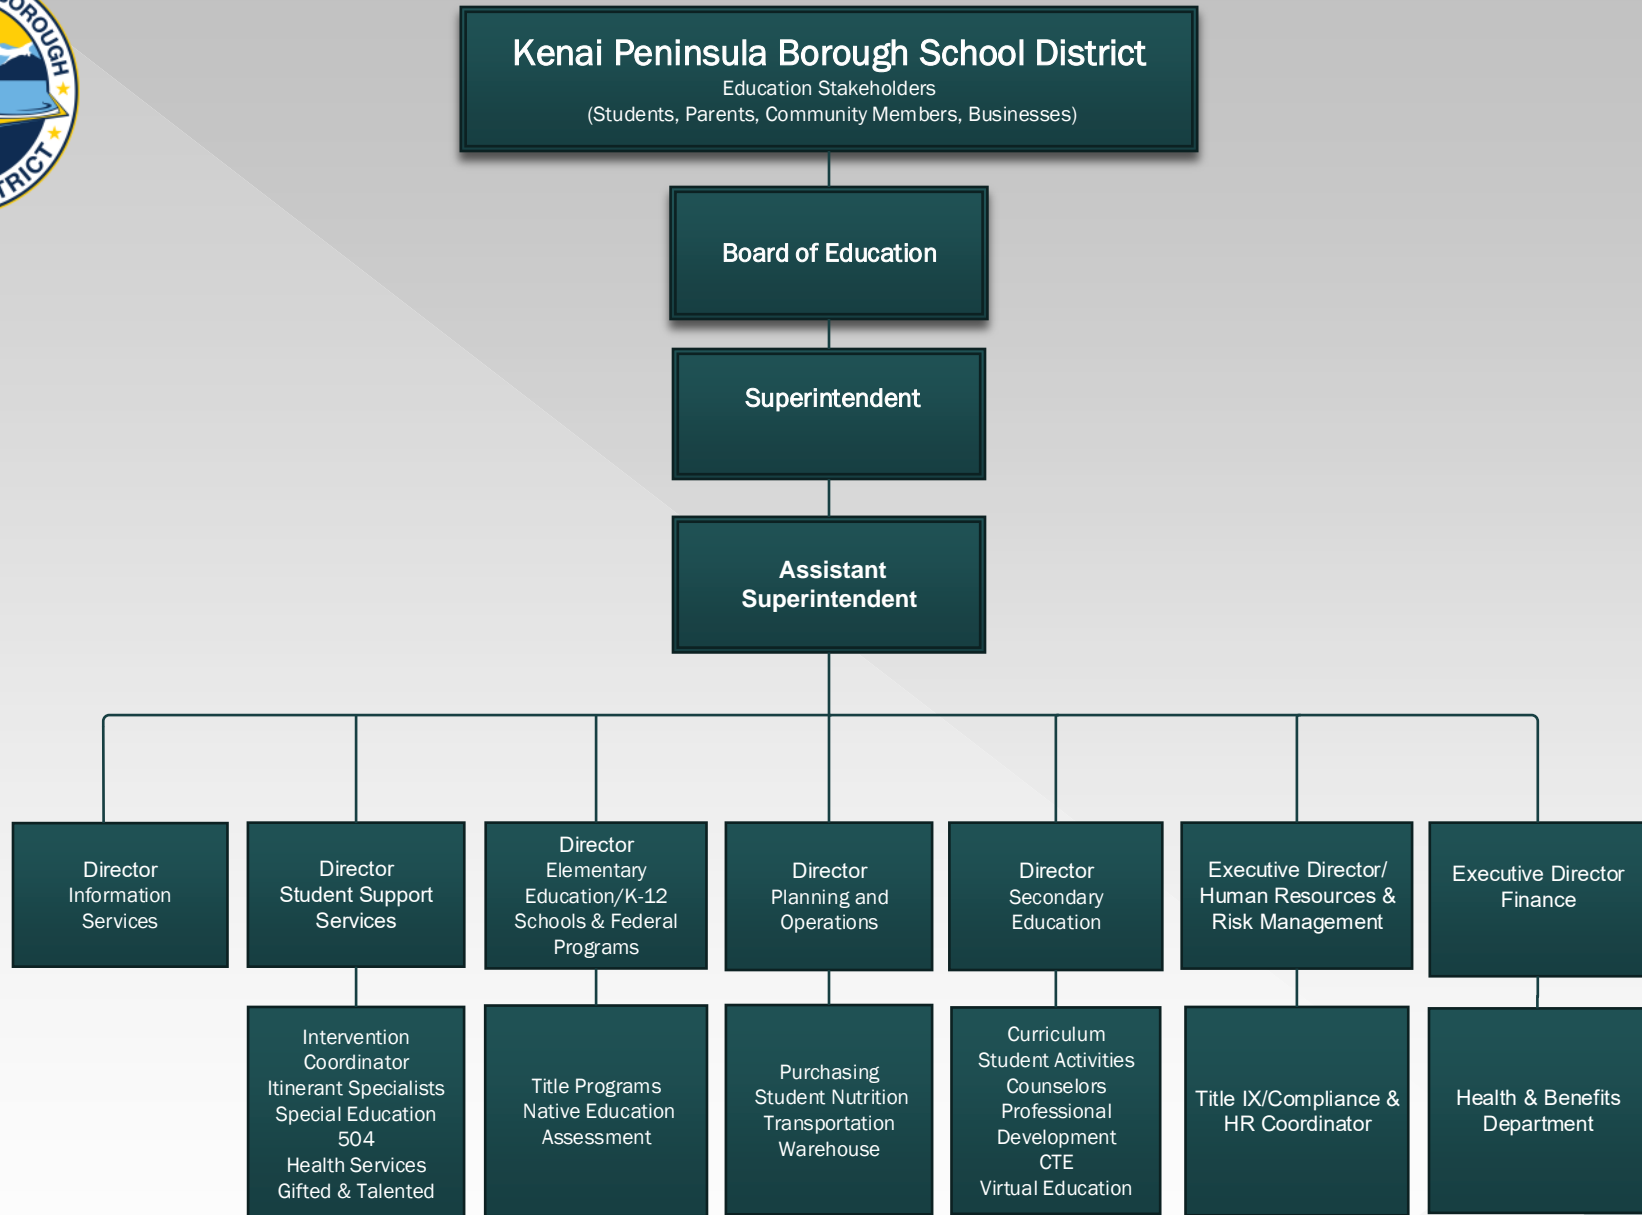 OROUGH
TRICT
Kenai Peninsula Borough School District
Education Stakeholders
(Students, Parents, Community Members, Businesses)
Board of Education
Superintendent
Assistant
Superintendent
Director
Information
Services
Director
Student Support
Services
Director
Elementary
Education/K-12
Schools & Federal
Programs
Director
Planning and
Operations
Director
Secondary
Education
Executive Director/
Human Resources &
Risk Management
Executive Director
Finance
Intervention
Coordinator
Itinerant Specialists
Special Education
504
Health Services
Gifted & Talented
Title Programs
Native Education
Assessment
Purchasing
Student Nutrition
Transportation
Warehouse
Curriculum
Student Activities
Counselors
Professional
Development
CTE
Virtual Education
Title IX/Compliance &
HR Coordinator
Health & Benefits
Department